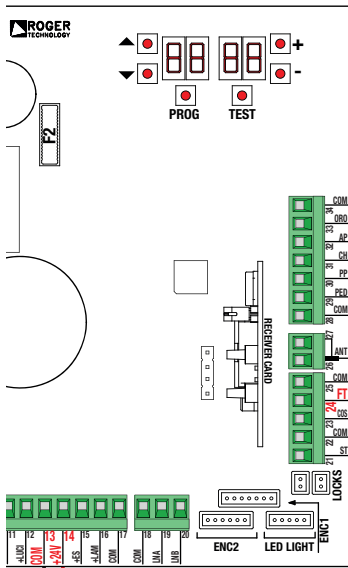 ROGER
TECHNOLOGY
+
-
PROG
TEST
F2
RECEIVER CARD
COM
34
ORO
33
AP
32
CH
31
PP
30
PED
29
COM
28
27
ANT
26
COM
25
FT
24
COS
23
COM
22
ST
21
LOCKS
ENC1
ENC2
LED LIGHT
11 12 13 14 15 16 17 18 19 20
+LUCI
COM
+24V
+ES
+LAM
COM
COM
LNA
LNB